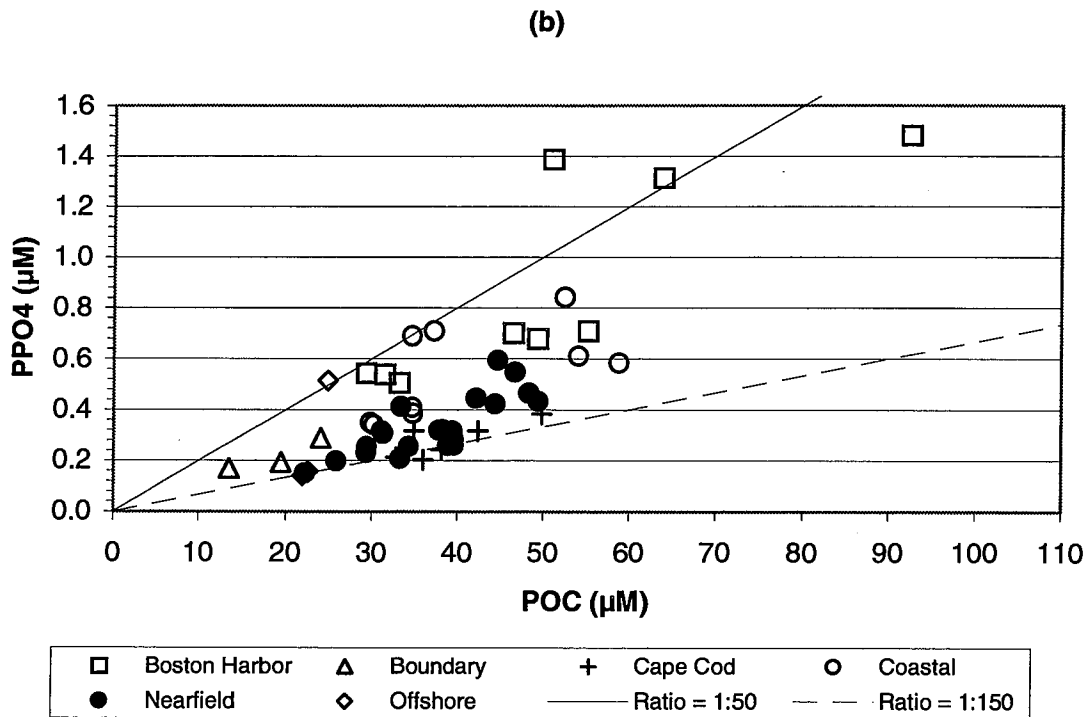 (b)
1.6
1.4
1.2
1.0
0.8
0.6
0.4
0.2
0.0
PPO4 (µM)
0 10 20 30 40 50 60 70 80 90 100 110
POC (µM)
Boston Harbor Boundary Cape Cod Coastal
Nearfield Offshore Ratio = 1:50 Ratio = 1:150